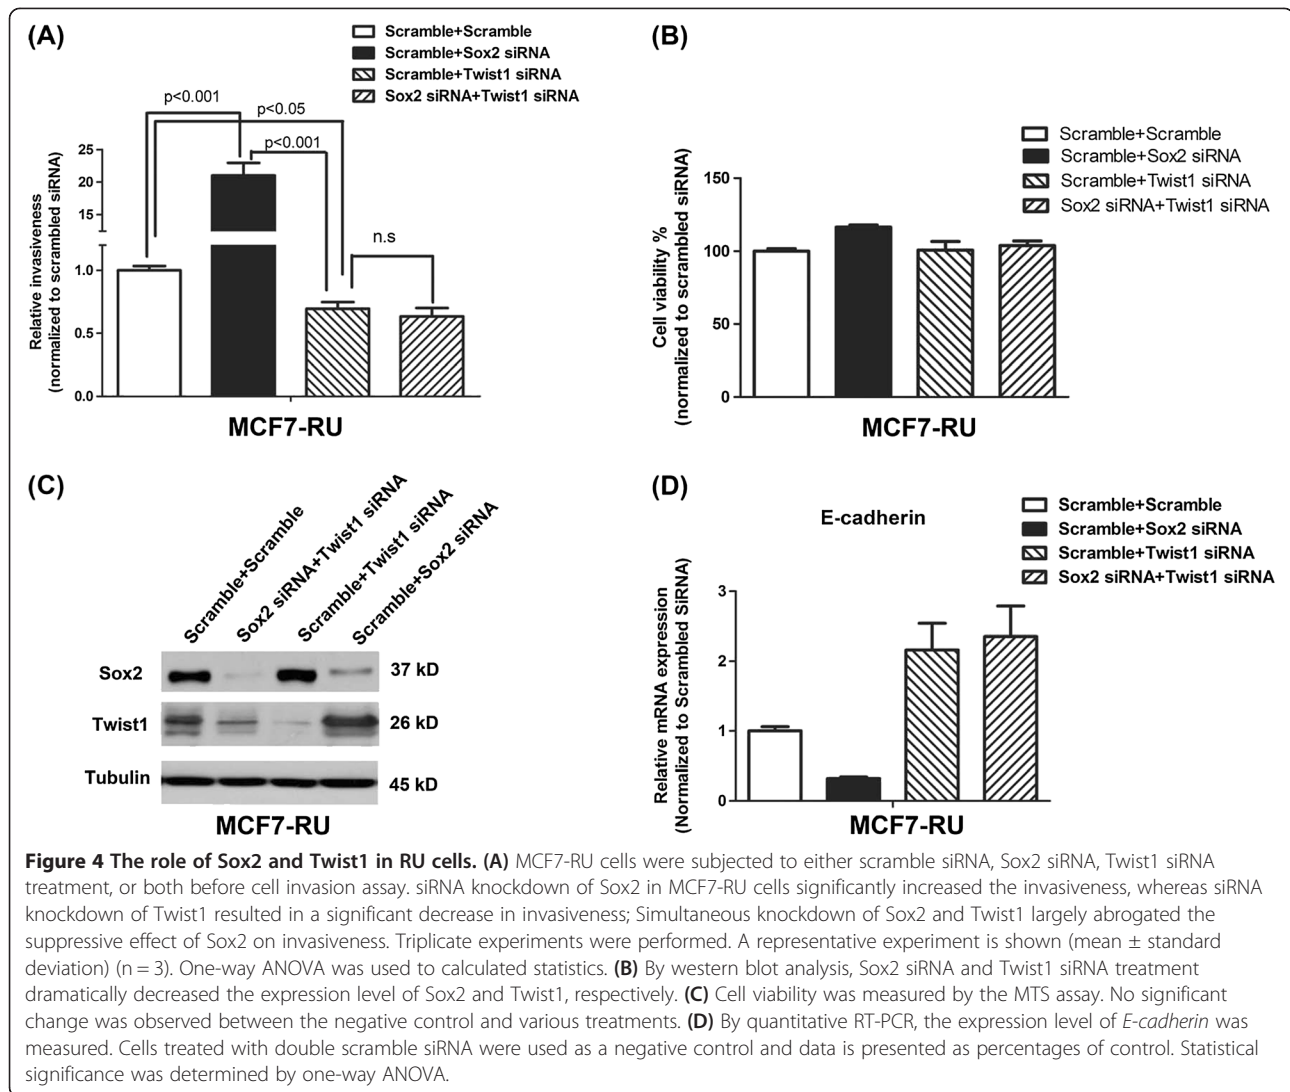 (A)
Scramble+Scramble
Scramble+Sox2 siRNA
Scramble+Twist1 siRNA
Sox2 siRNA+Twist1 siRNA
p<0.001
p<0.05
p<0.001
n.s
Relative invasiveness
(normalized to scrambled siRNA)
25
20
15
1.0
0.5
0.0
MCF7-RU
(B)
Scramble+Scramble
Scramble+Sox2 siRNA
Scramble+Twist1 siRNA
Sox2 siRNA+Twist1 siRNA
Cell viability %
(normalized to scrambled siRNA)
150
100
50
0
MCF7-RU
(C)
Scramble+Scramble
Sox2 siRNA+Twist1 siRNA
Scramble+Twist1 siRNA
Scramble+Sox2 siRNA
Sox2
37 kD
Twist1
26 kD
Tubulin
45 kD
MCF7-RU
(D)
E-cadherin
Scramble+Scramble
Scramble+Sox2 siRNA
Scramble+Twist1 siRNA
Sox2 siRNA+Twist1 siRNA
Relative mRNA expression
(Normalized to Scrambled SiRNA)
3
2
1
0
MCF7-RU
Figure 4 The role of Sox2 and Twist1 in RU cells. (A) MCF7-RU cells were subjected to either scramble siRNA, Sox2 siRNA, Twist1 siRNA
treatment, or both before cell invasion assay. siRNA knockdown of Sox2 in MCF7-RU cells significantly increased the invasiveness, whereas siRNA
knockdown of Twist1 resulted in a significant decrease in invasiveness; Simultaneous knockdown of Sox2 and Twist1 largely abrogated the
suppressive effect of Sox2 on invasiveness. Triplicate experiments were performed. A representative experiment is shown (mean ± standard
deviation) (n = 3). One-way ANOVA was used to calculated statistics. (B) By western blot analysis, Sox2 siRNA and Twist1 siRNA treatment
dramatically decreased the expression level of Sox2 and Twist1, respectively. (C) Cell viability was measured by the MTS assay. No significant
change was observed between the negative control and various treatments. (D) By quantitative RT-PCR, the expression level of E-cadherin was
measured. Cells treated with double scramble siRNA were used as a negative control and data is presented as percentages of control. Statistical
significance was determined by one-way ANOVA.